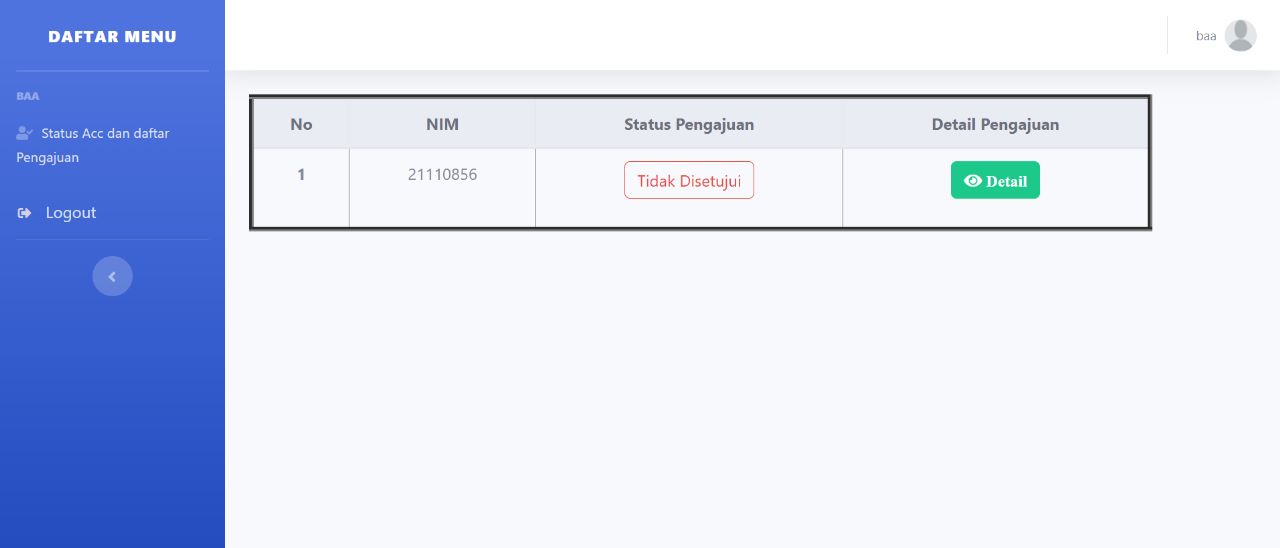 DAFTAR MENU
BAA
Status Acc dan daftar
Pengajuan
Logout
baa
No NIM Status Pengajuan Detail Pengajuan
1 21110856 Tidak Disetujui Detail